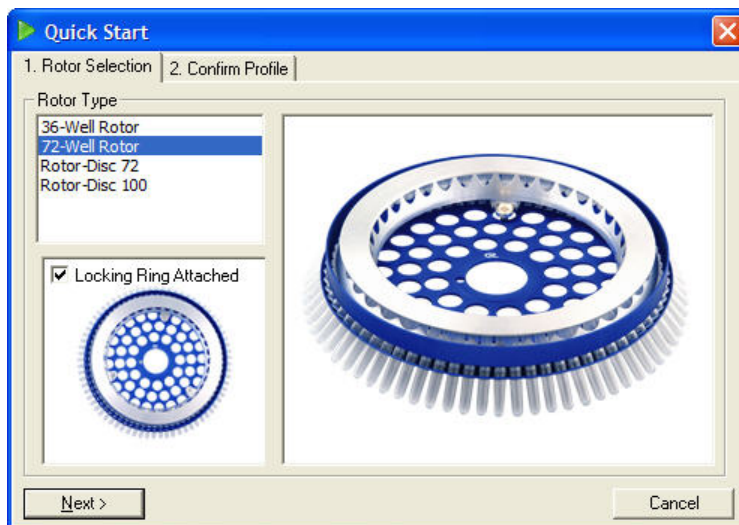 Quick Start
1. Rotor Selection
2. Confirm Profile
Rotor Type
36-Well Rotor
72-Well Rotor
Rotor-Disc 72
Rotor-Disc 100
Locking Ring Attached
Next >
Cancel